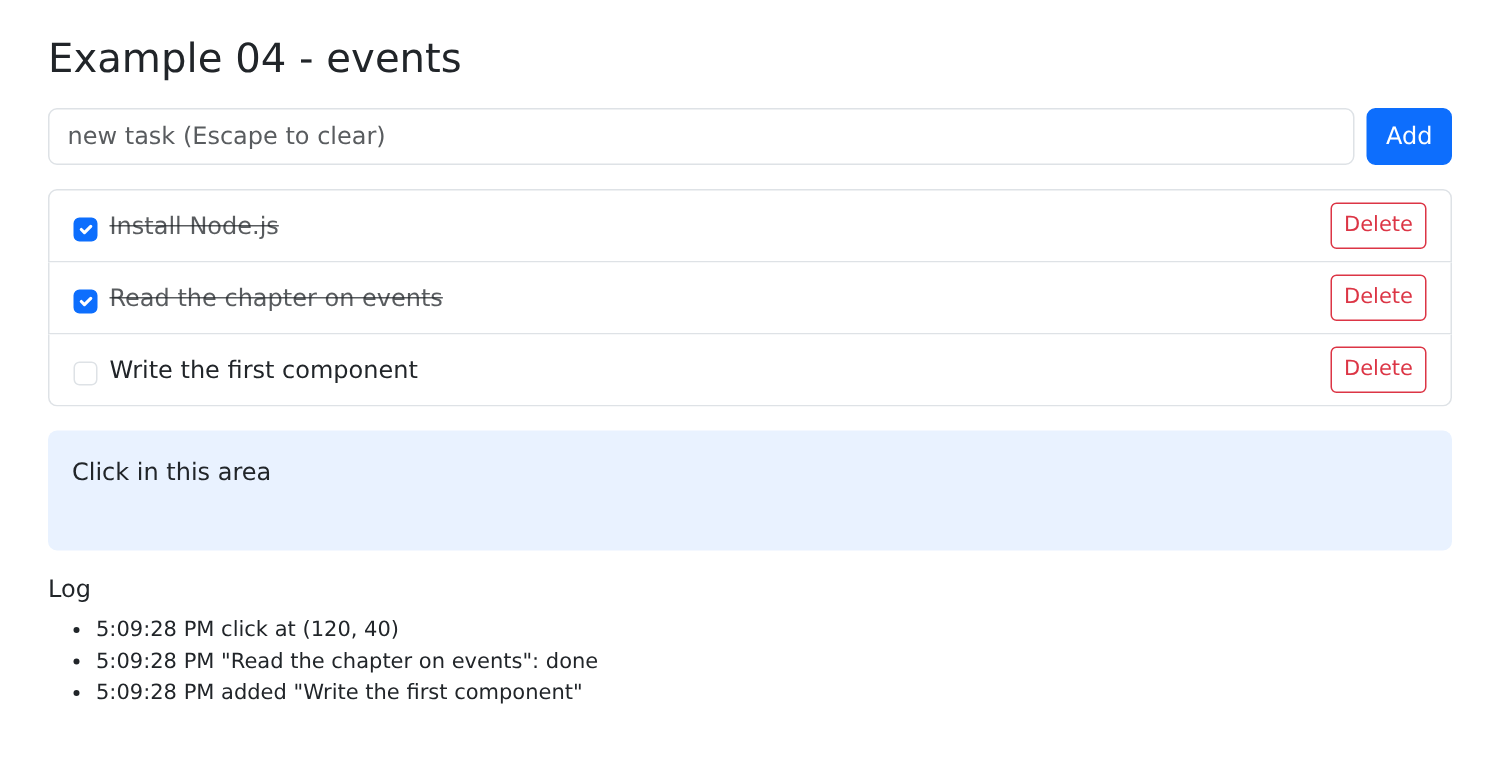 Example 04 - events
new task (Escape to clear)
Add
Install Node.js
Delete
Read the chapter on events
Delete
Write the first component
Delete
Click in this area
Log
5:09:28 PM click at (120, 40)
5:09:28 PM "Read the chapter on events": done
5:09:28 PM added "Write the first component"